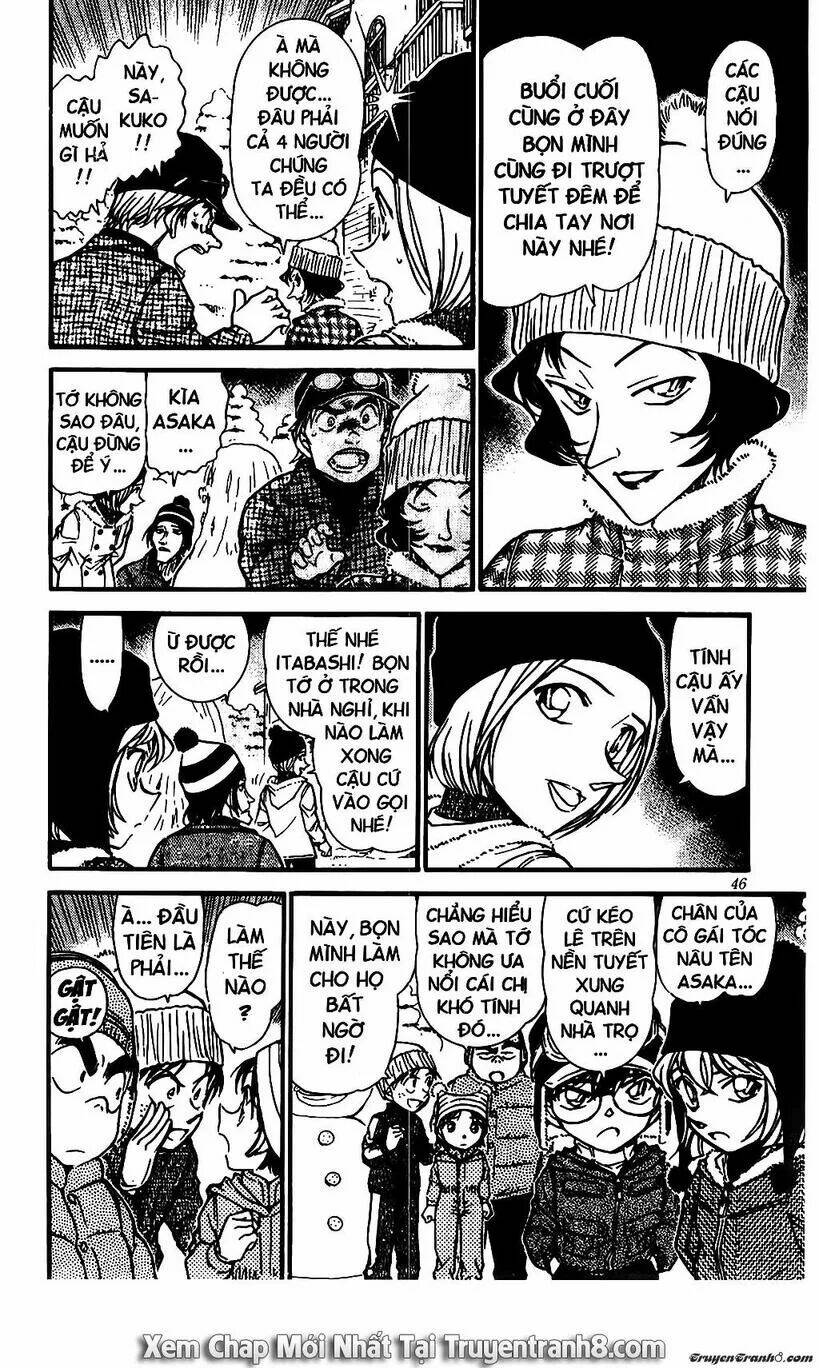 CÁC
CẬU
NÓI
ĐÚNG
...
BUỔI CUỐI
CÙNG Ở ĐÂY
BỌN MÌNH
CÙNG ĐI TRƯỢT
TUYẾT ĐÊM ĐỂ
CHIA TAY NƠI
NÀY NHÉ!
À MÀ
KHÔNG
ĐƯỢC...
ĐÂU PHẢI
CẢ 4 NGƯỜI
CHÚNG
TA ĐỀU CÓ
THỂ...
NÀY,
SA-
KUKO
!!
CẬU
MUỐN
GÌ HẢ
!!
KÌA
ASAKA
...
TỚ KHÔNG
SAO ĐÂU,
CẬU ĐỪNG
ĐỂ Ý...
TÍNH
CẬU ẤY
VẪN
VẬY
MÀ...
THẾ NHÉ
ITABASHI! BỌN
TỚ Ở TRONG
NHÀ NGHỈ, KHI
NÀO LÀM
XONG
CẬU CỨ
VÀO GỌI
NHÉ!
Ừ ĐƯỢC
RỒI...
.....
46
CHÂN CỦA
CÔ GÁI TÓC
NÂU TÊN
ASAKA...
CỨ KÉO
LÊ TRÊN
NỀN TUYẾT
XUNG
QUANH
NHÀ TRỌ
...
CHẲNG HIỂU
SAO MÀ TỚ
KHÔNG ƯA
NỔI CÁI CHỊ
KHÓ TÍNH
ĐÓ...
NÀY, BỌN
MÌNH LÀM
CHO HỌ
BẤT
NGỜ
ĐI!
LÀM
THẾ
NÀO
?
À... ĐẦU
TIÊN LÀ
PHẢI...
GẬT
GẬT!
Xem Chap Mới Nhất Tại Truyentranh8.com
TruyenTranh8.com